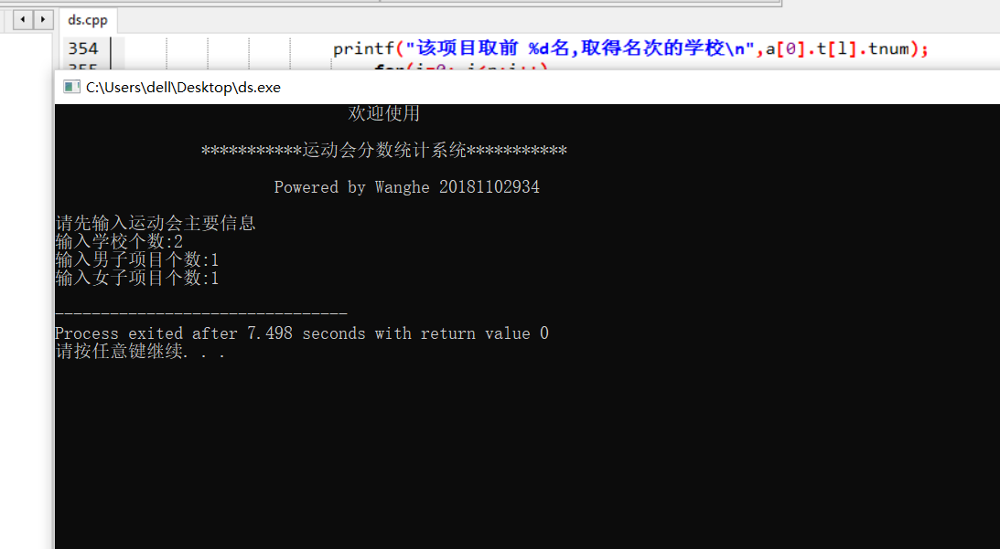 ds.cpp
354 printf("该项目取前 %d名,取得名次的学校\n",a[0].t[l].tnum);
355
C:\Users\dell\Desktop\ds.exe
欢迎使用
***********运动会分数统计系统***********
Powered by Wanghe 20181102934
请先输入运动会主要信息
输入学校个数:2
输入男子项目个数:1
输入女子项目个数:1
--------------------------------
Process exited after 7.498 seconds with return value 0
请按任意键继续. . .